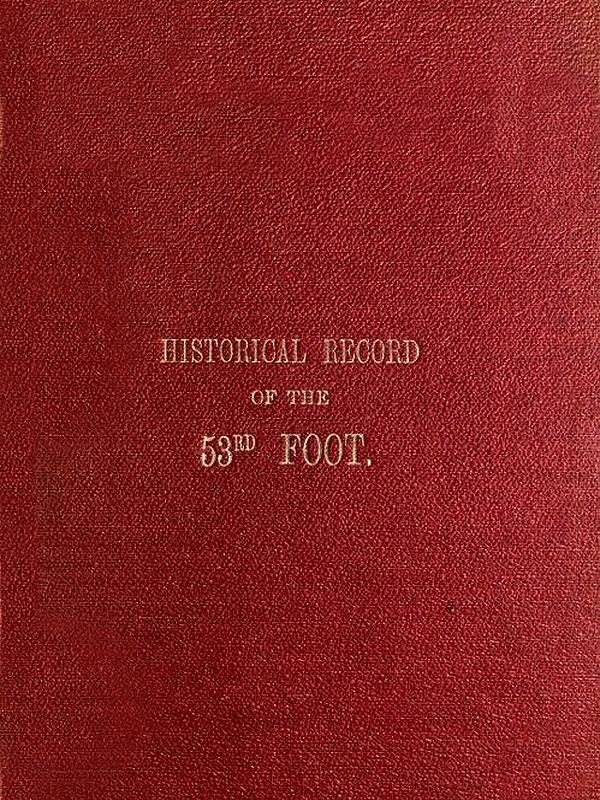 HISTORICAL RECORD
OF THE
53RD FOOT.